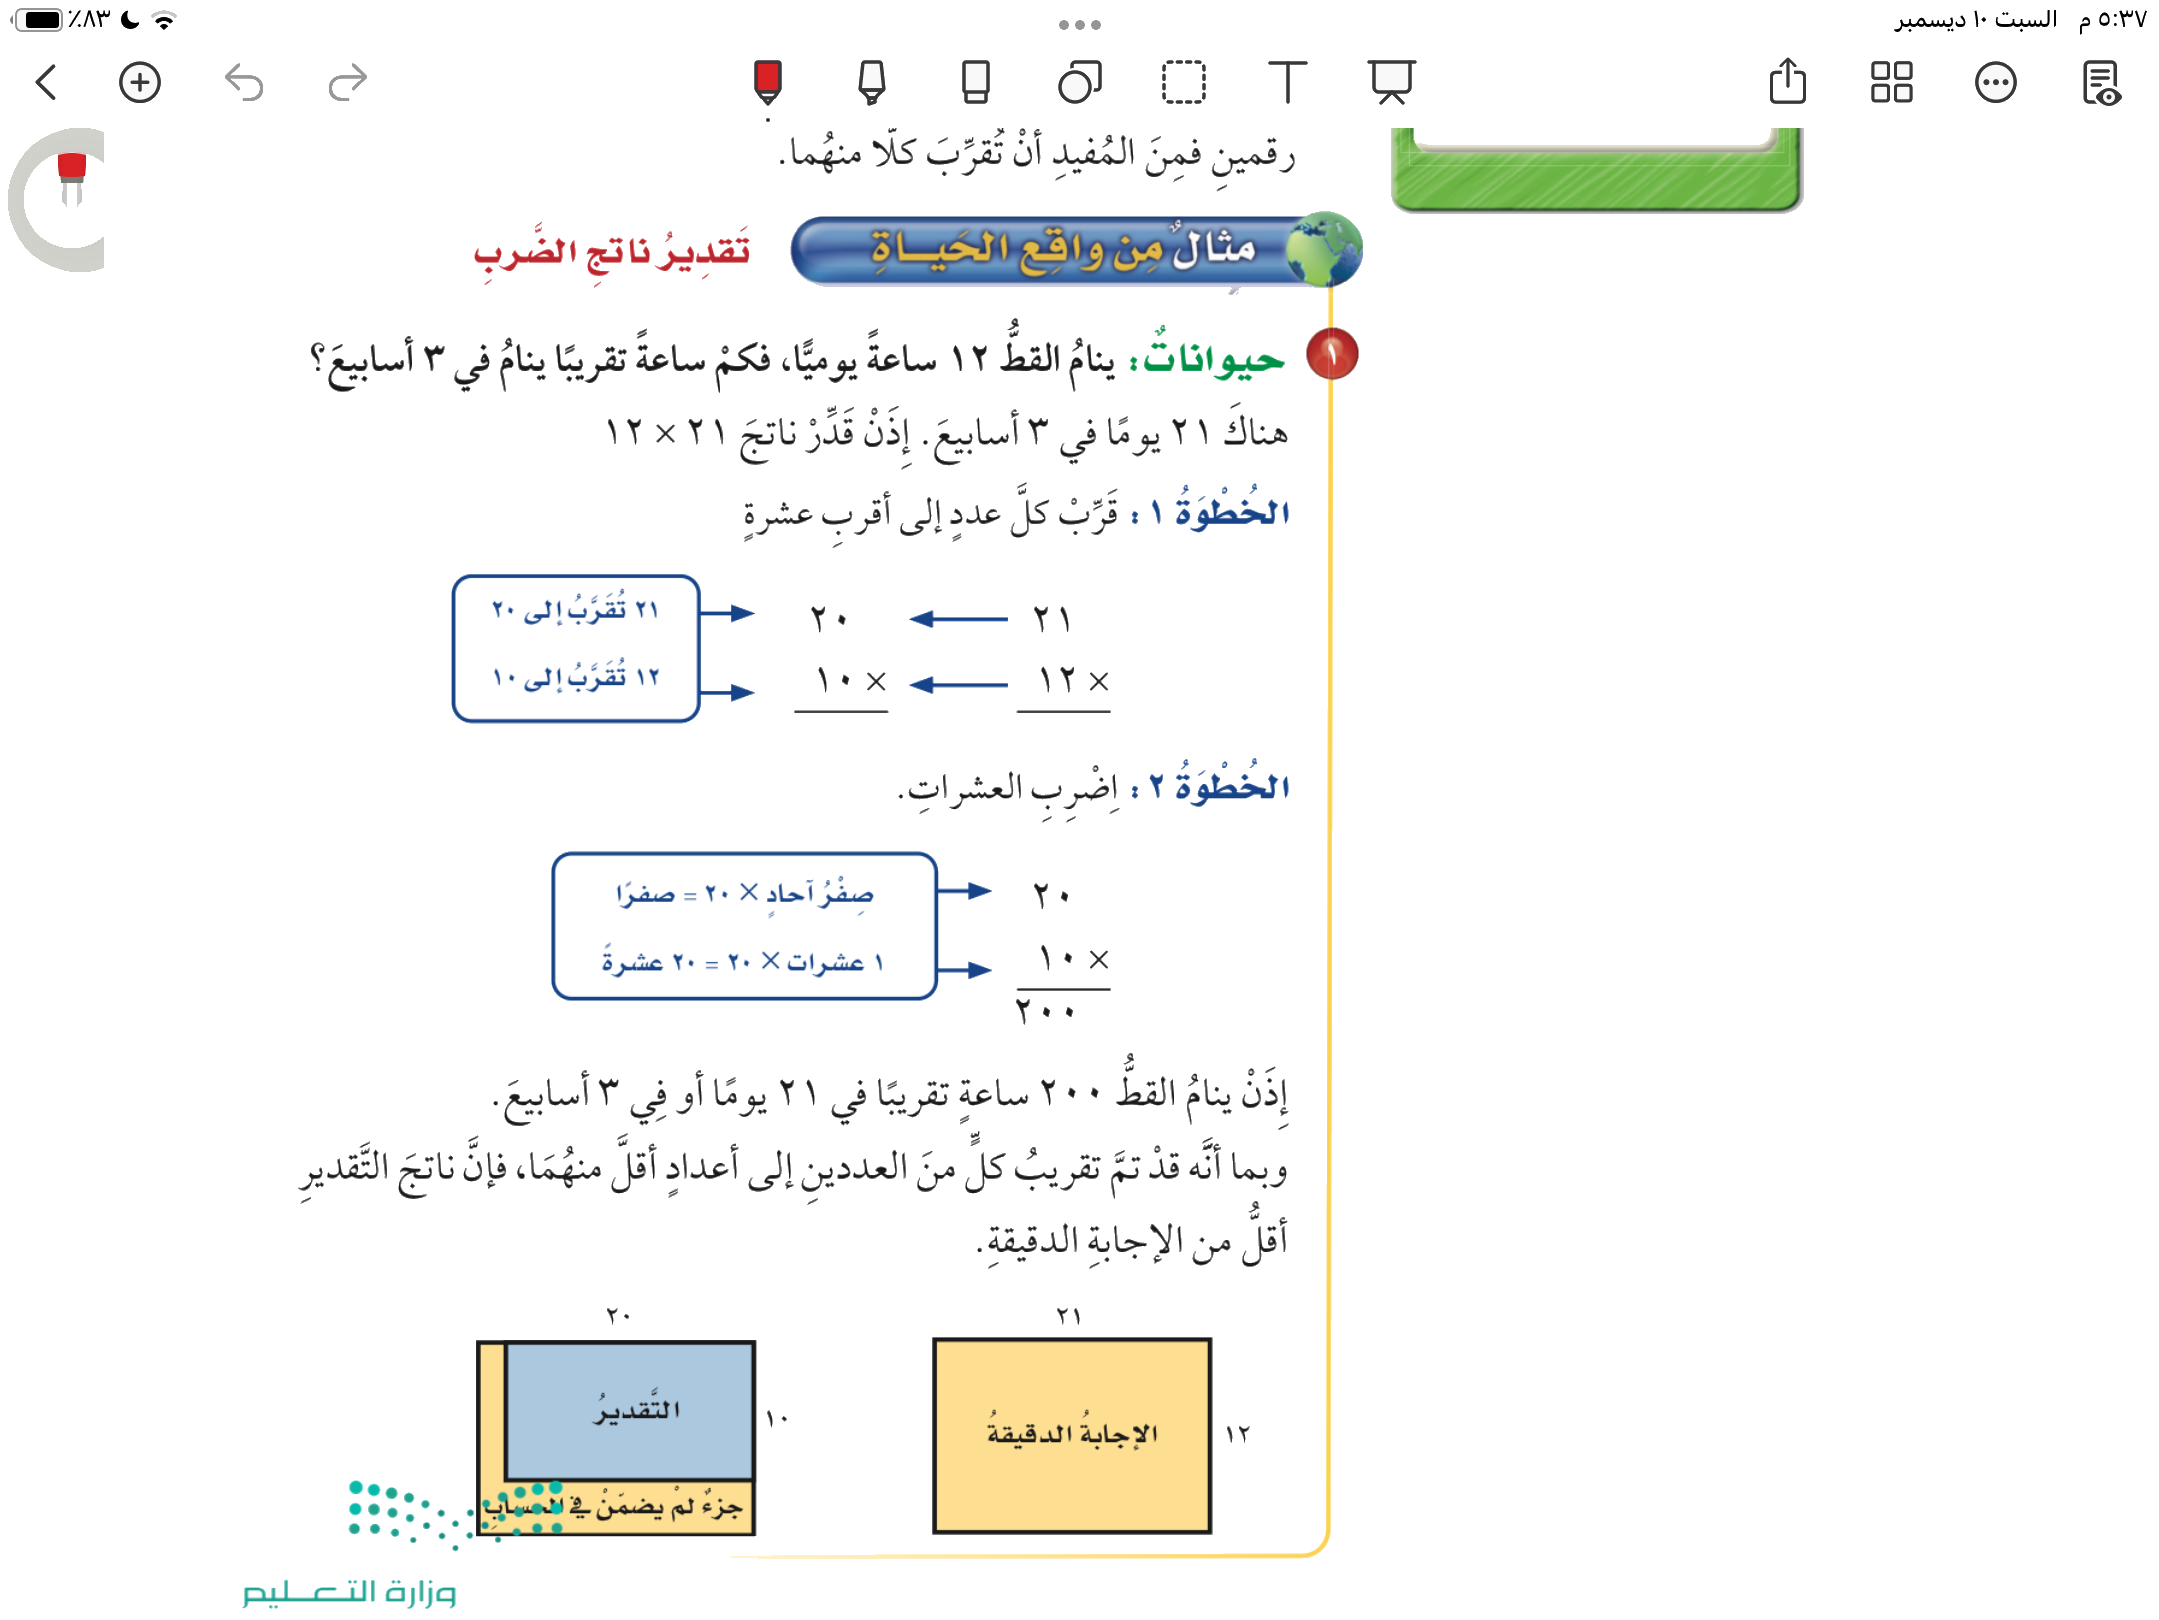 ٥:٣٧ م السبت ١٠ ديسمبر
٪٨٣
رقمينِ فمِنَ المُفيدِ أنْ تُقرِّبَ كلّا منهُما.
مثالٌ مِن واقِع الحَيـاةِ
تَقدِيرُ ناتجِ الضَّربِ
١ حيواناتٌ: ينامُ القطُّ ١٢ ساعةً يوميًّا، فكمْ ساعةً تقريبًا ينامُ في ٣ أسابيعَ؟
هناكَ ٢١ يومًا في ٣ أسابيعَ. إِذَنْ قَدِّرْ ناتجَ ٢١ × ١٢
الخُطْوَةُ ١ : قَرِّبْ كلَّ عددٍ إلى أقربِ عشرةٍ
٢١ ٢٠ ٢١ تُقَرَّبُ إلى ٢٠
× ١٢ × ١٠ ١٢ تُقَرَّبُ إلى ١٠
الخُطْوَةُ ٢ : اِضْرِبِ العشراتِ.
٢٠ صِفْرُ آحادٍ × ٢٠ = صفرًا
× ١٠ ١ عشرات × ٢٠ = ٢٠ عشرةً
٢٠٠
إِذَنْ ينامُ القطُّ ٢٠٠ ساعةٍ تقريبًا في ٢١ يومًا أو فِي ٣ أسابيعَ.
وبما أنَّه قدْ تمَّ تقريبُ كلٍّ منَ العددينِ إلى أعدادٍ أقلَّ منهُمَا، فإنَّ ناتجَ التَّقديرِ
أقلُّ من الإجابةِ الدقيقةِ.
٢١ ٢٠
١٢ الإجابةُ الدقيقةُ ١٠ التَّقديرُ
جزءٌ لمْ يضمّنْ في الحسابِ
وزارة التعليم